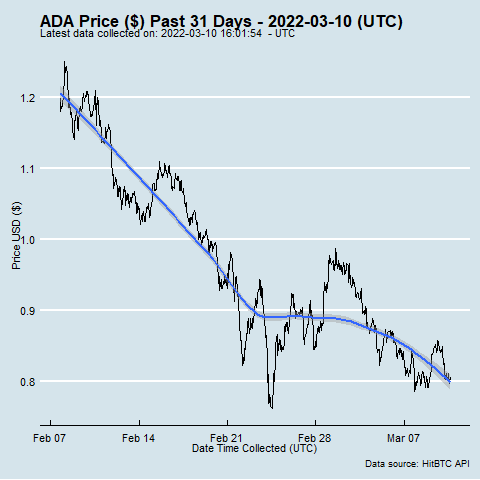 ADA Price ($) Past 31 Days - 2022-03-10 (UTC)
Latest data collected on: 2022-03-10 16:01:54  - UTC
1.2
1.1
1.0
0.9
0.8
Price USD ($)
Feb 07
Feb 14
Feb 21
Feb 28
Mar 07
Date Time Collected (UTC)
Data source: HitBTC API